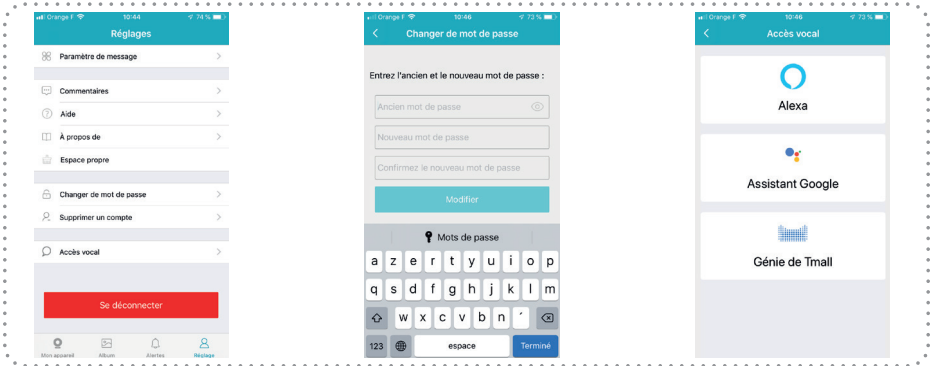 Orange F 10:44 74 %
Réglages
Paramètre de message
Commentaires
Aide
À propos de
Espace propre
Changer de mot de passe
Supprimer un compte
Accès vocal
Se déconnecter
Mon appareil Album Alertes Réglage
Orange F 10:46 73 %
Changer de mot de passe
Entrez l'ancien et le nouveau mot de passe :
Ancien mot de passe
Nouveau mot de passe
Confirmez le nouveau mot de passe
Modifier
Mots de passe
a z e r t y u i o p
q s d f g h j k l m
w x c v b n ´
123 espace Terminé
Orange F 10:46 73 %
Accès vocal
Alexa
Assistant Google
Génie de Tmall